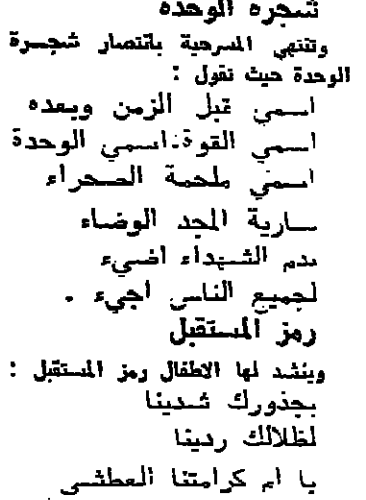 شجرة الوحدة
وتنتهي المسرحية بانتصار شجرة
الوحدة حيث تقول :
اسمي قبل الزمن وبعده
اسمي القوة.اسمي الوحدة
اسمي ملحمة الصحراء
سارية المجد الوضاء
بدم الشهداء اضيء
لجميع الناس اجيء .
رمز المستقبل
وينشد لها الاطفال رمز المستقبل :
بجذورك شدينا
لظلالك ردينا
يا ام كرامتنا العطشى